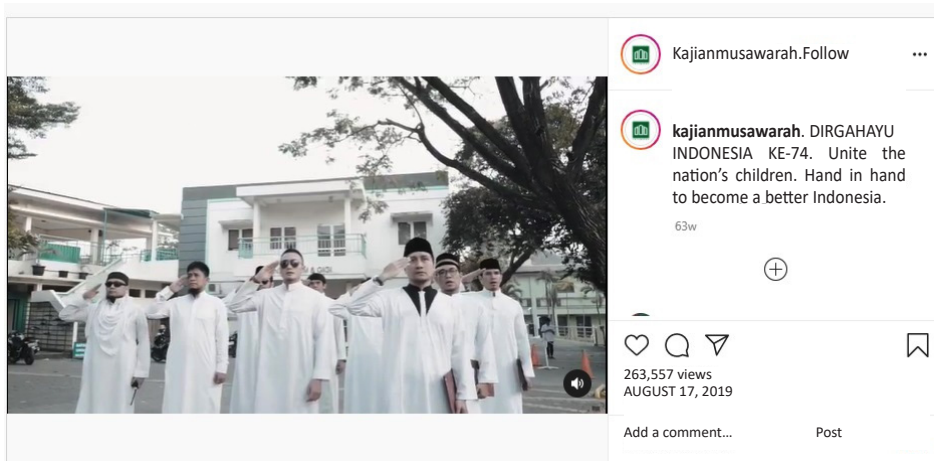 Kajianmusawarah.Follow
kajianmusawarah. DIRGAHAYU
INDONESIA KE-74. Unite the
nation's children. Hand in hand
to become a better Indonesia.
63w
263,557 views
AUGUST 17, 2019
Add a comment... Post